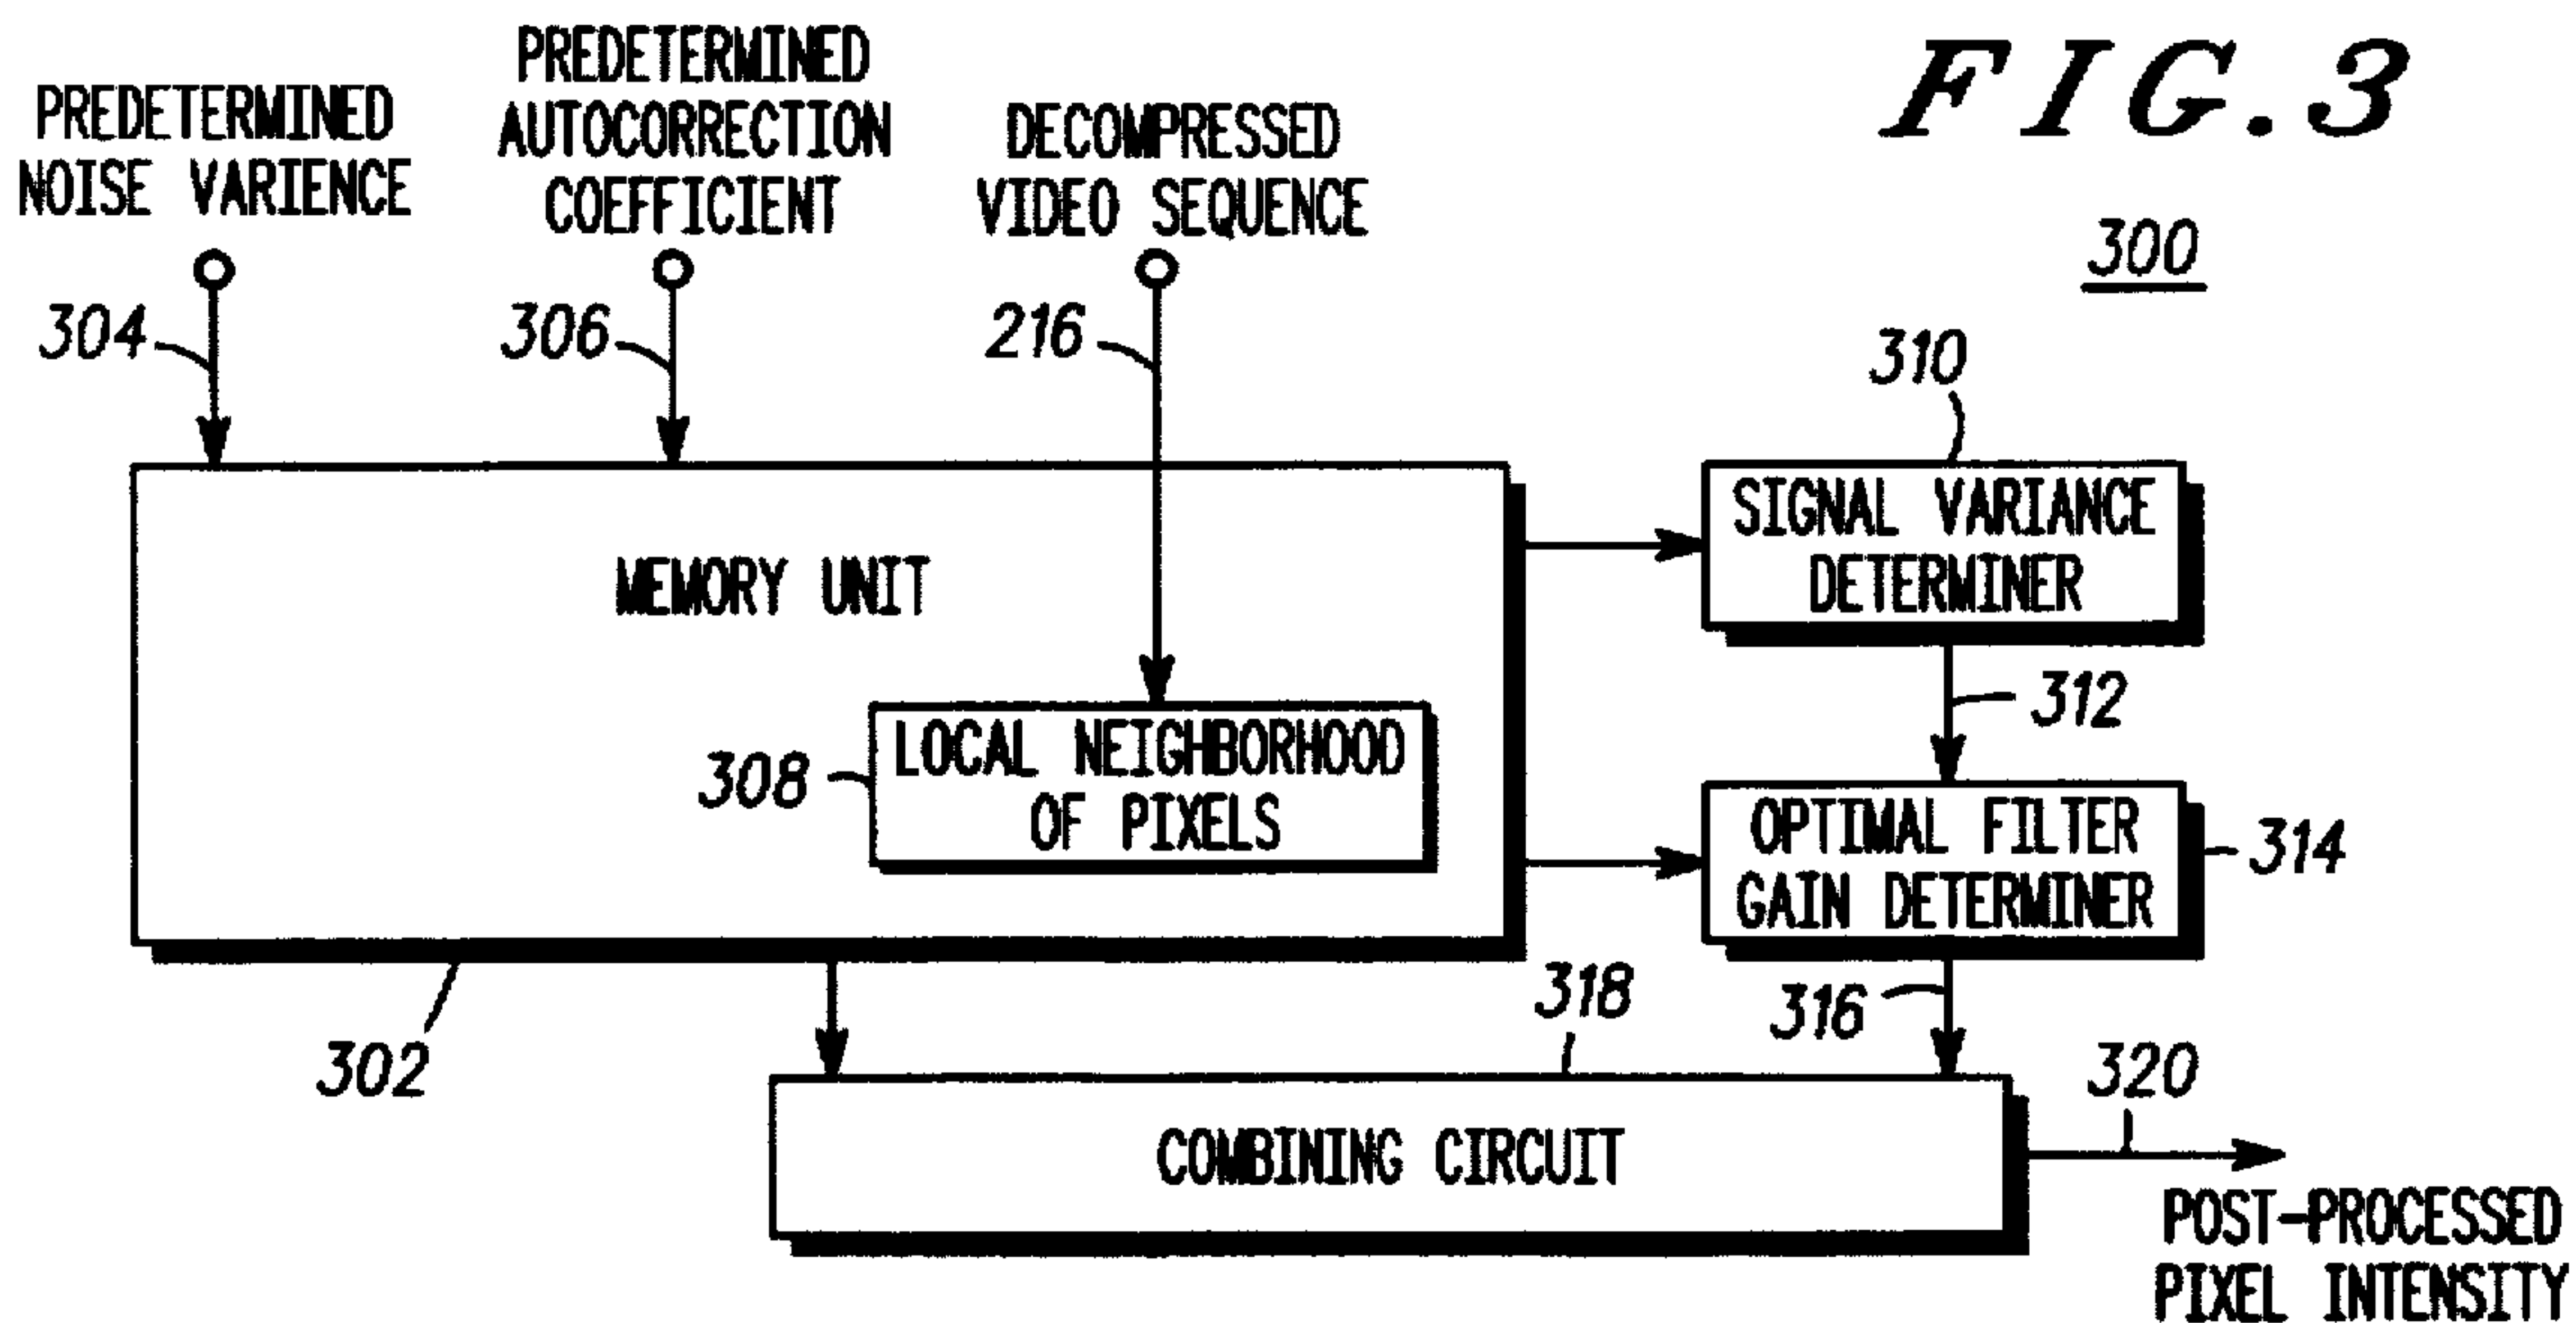 FIG.3
300
PREDETERMINED
NOISE VARIENCE
PREDETERMINED
AUTOCORRECTION
COEFFICIENT
DECOMPRESSED
VIDEO SEQUENCE
304
306
216
310
MEMORY UNIT
SIGNAL VARIANCE
DETERMINER
312
308
LOCAL NEIGHBORHOOD
OF PIXELS
OPTIMAL FILTER
GAIN DETERMINER
314
302
318
316
320
COMBINING CIRCUIT
POST-PROCESSED
PIXEL INTENSITY